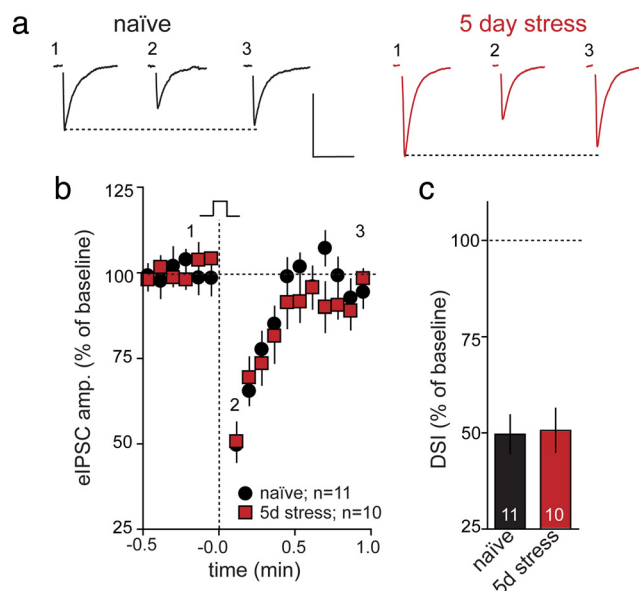 a
naïve
5 day stress
1 2 3
1 2 3
b
125
100
75
50
25
eIPSC amp. (% of baseline)
1
3
2
naïve; n=11
5d stress; n=10
-0.5 -0.0 0.5 1.0
time (min)
c
100
75
50
25
DSI (% of baseline)
11 10
naïve
5d stress